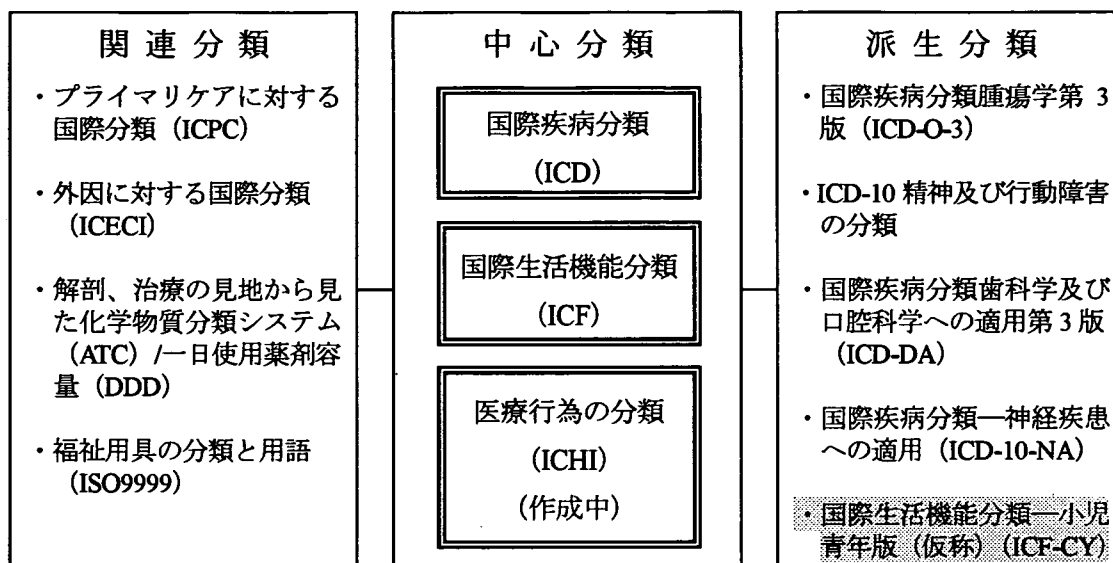 関連分類
・プライマリケアに対する
国際分類（ICPC）
・外因に対する国際分類
（ICECI）
・解剖、治療の見地から見
た化学物質分類システム
（ATC）/一日使用薬剤容
量（DDD）
・福祉用具の分類と用語
（ISO9999）
中心分類
国際疾病分類
（ICD）
国際生活機能分類
（ICF）
医療行為の分類
（ICHI）
（作成中）
派生分類
・国際疾病分類腫瘍学第 3
版（ICD-O-3）
・ICD-10 精神及び行動障害
の分類
・国際疾病分類歯科学及び
口腔科学への適用第 3 版
（ICD-DA）
・国際疾病分類―神経疾患
への適用（ICD-10-NA）
・国際生活機能分類―小児
青年版（仮称）（ICF-CY）